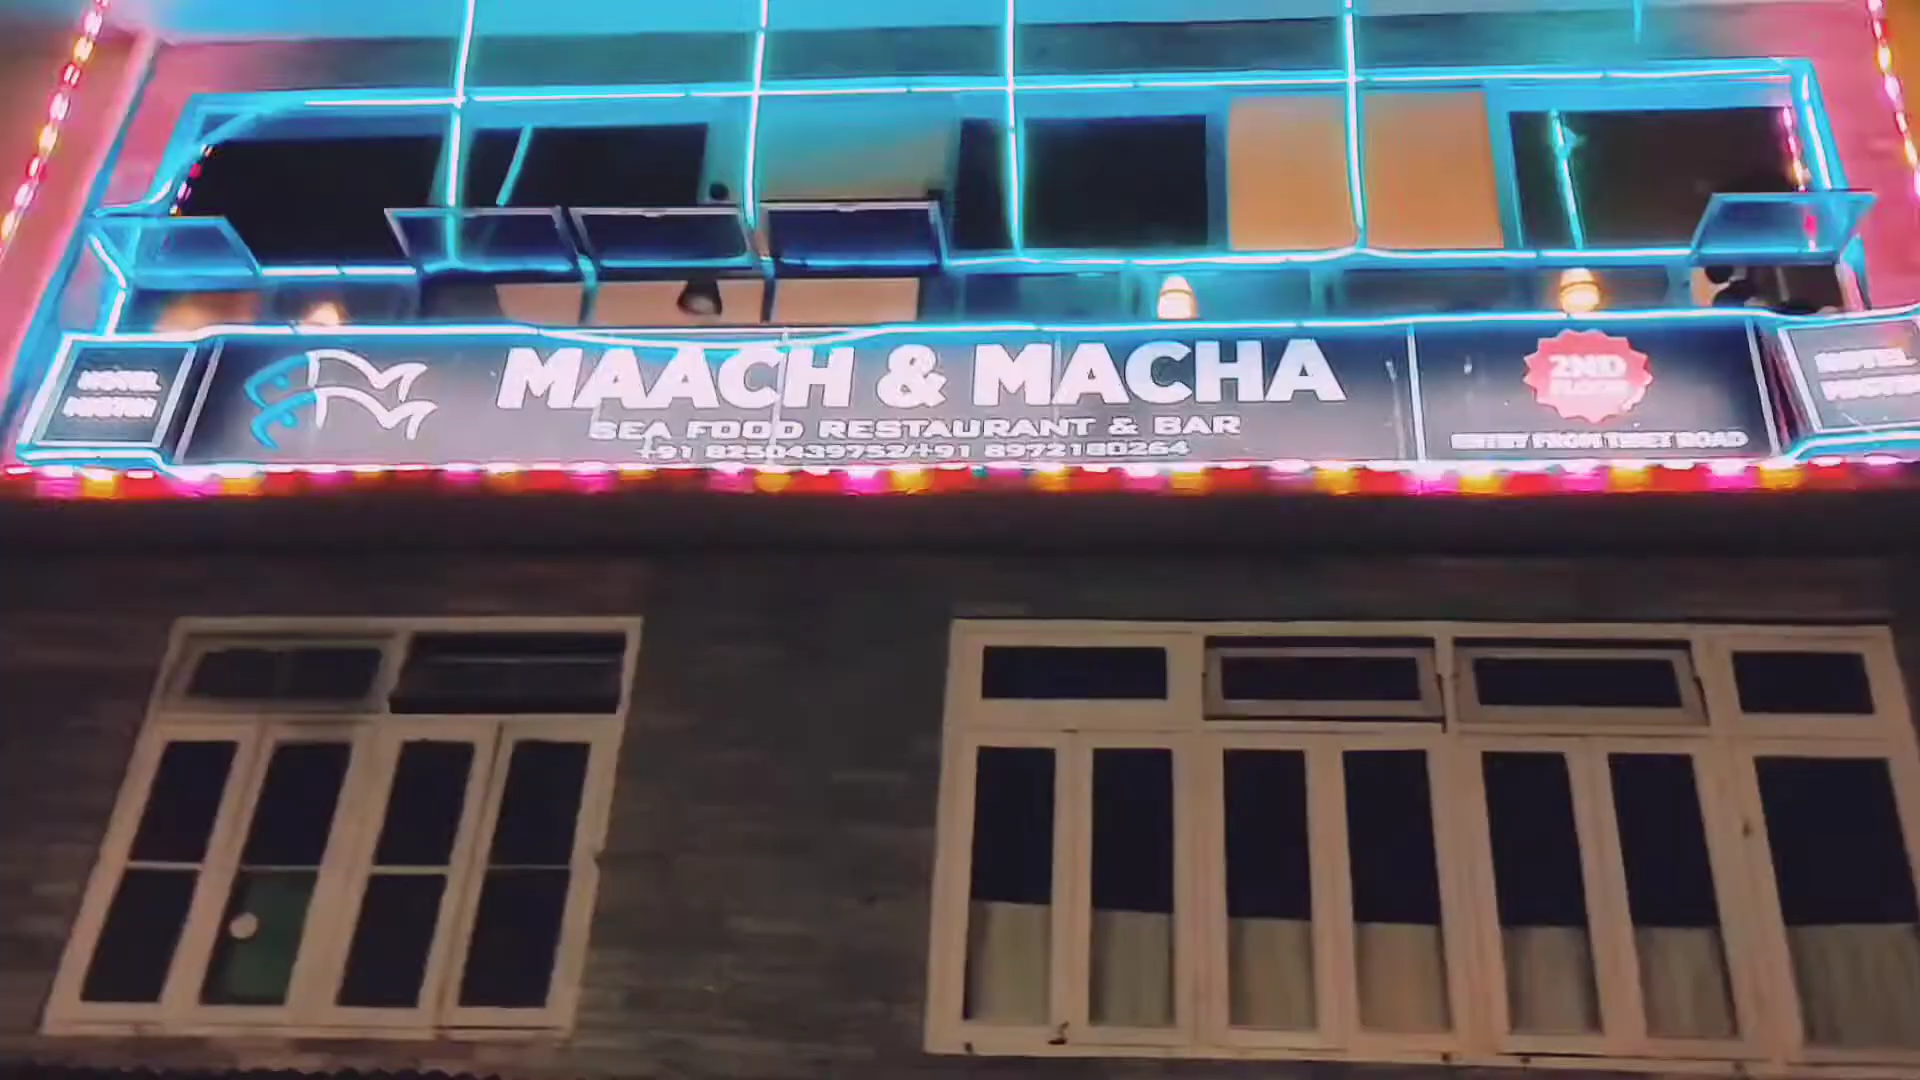 HOTEL
MAACH & MACHA
SEA FOOD RESTAURANT & BAR
+91 8250439752/+91 8972180264
2ND
FLOOR
ENTRY FROM TIBET ROAD
HOTEL